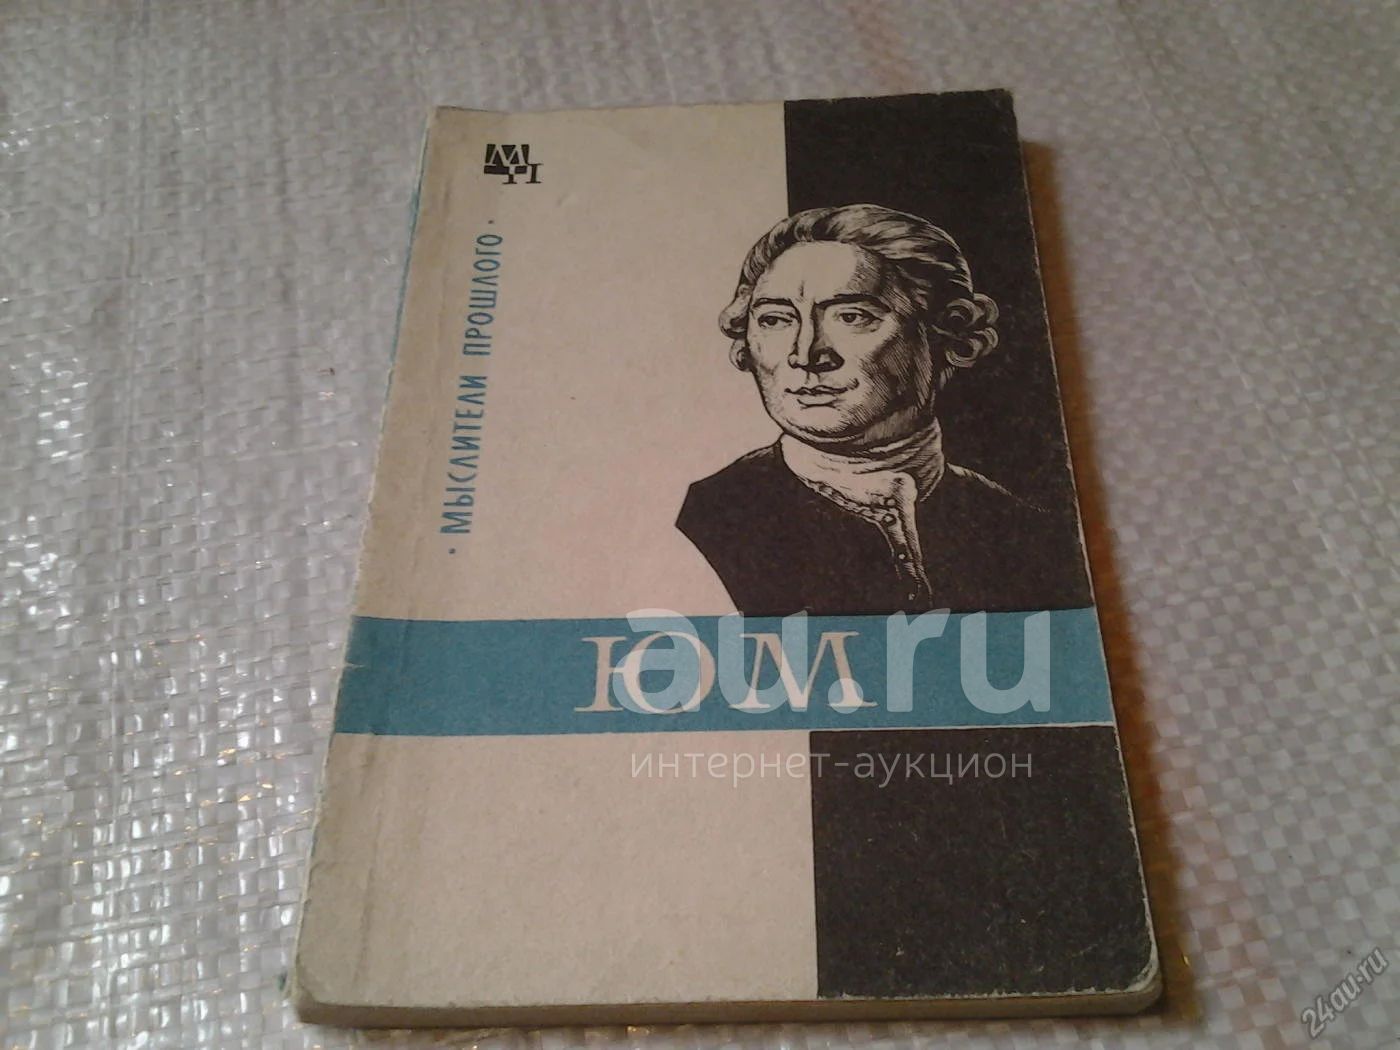 МП
· МЫСЛИТЕЛИ ПРОШЛОГО ·
ЮМ
au.ru
интернет-аукцион
24au.ru